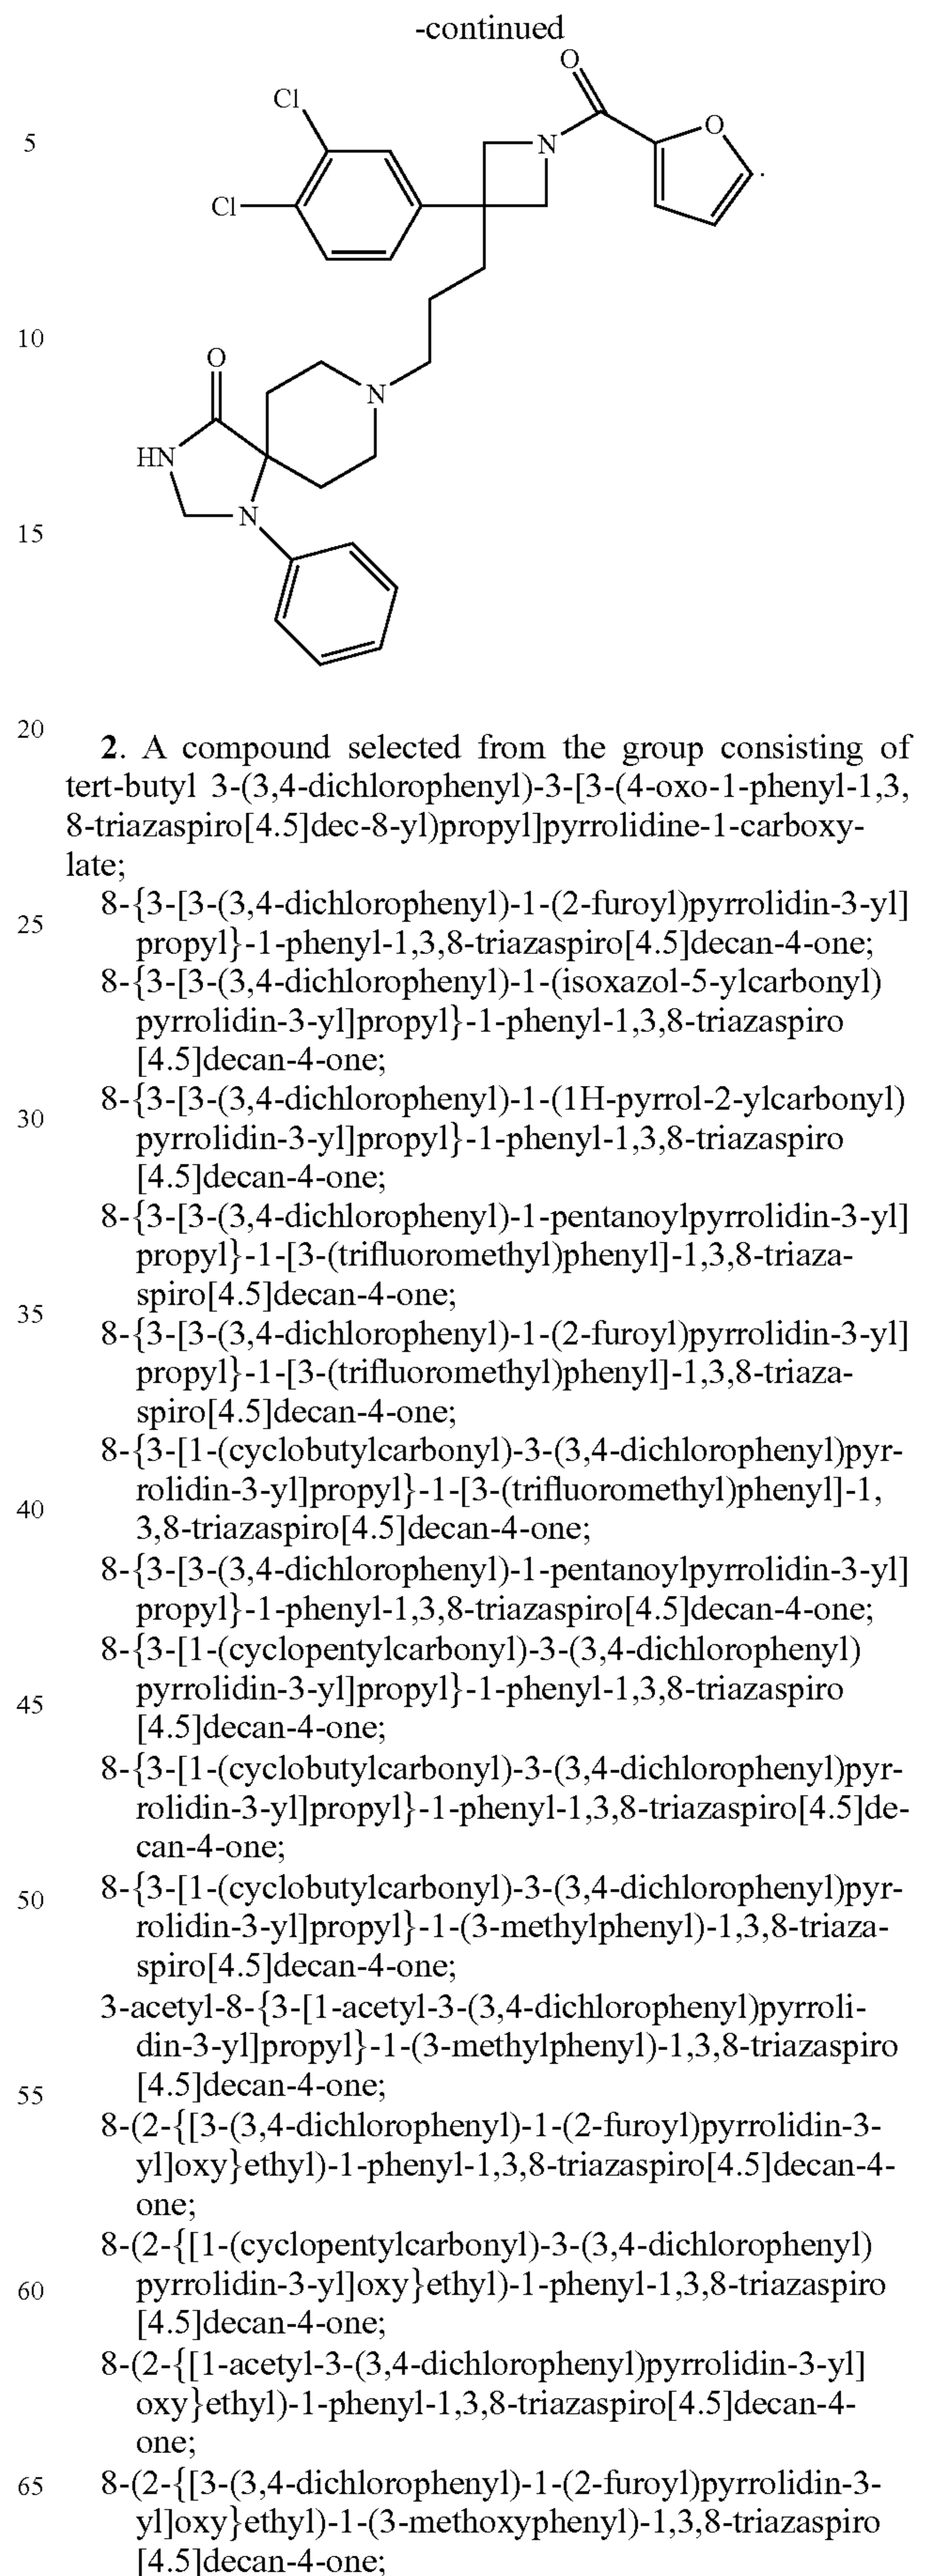 -continued
O
Cl
N
O
.
5
Cl
10
O
N
HN
N
15
20
2. A compound selected from the group consisting of
tert-butyl 3-(3,4-dichlorophenyl)-3-[3-(4-oxo-1-phenyl-1,3,
8-triazaspiro[4.5]dec-8-yl)propyl]pyrrolidine-1-carboxy-
late;
8-{3-[3-(3,4-dichlorophenyl)-1-(2-furoyl)pyrrolidin-3-yl]
25
propyl}-1-phenyl-1,3,8-triazaspiro[4.5]decan-4-one;
8-{3-[3-(3,4-dichlorophenyl)-1-(isoxazol-5-ylcarbonyl)
pyrrolidin-3-yl]propyl}-1-phenyl-1,3,8-triazaspiro
[4.5]decan-4-one;
8-{3-[3-(3,4-dichlorophenyl)-1-(1H-pyrrol-2-ylcarbonyl)
30
pyrrolidin-3-yl]propyl}-1-phenyl-1,3,8-triazaspiro
[4.5]decan-4-one;
8-{3-[3-(3,4-dichlorophenyl)-1-pentanoylpyrrolidin-3-yl]
propyl}-1-[3-(trifluoromethyl)phenyl]-1,3,8-triaza-
spiro[4.5]decan-4-one;
35
8-{3-[3-(3,4-dichlorophenyl)-1-(2-furoyl)pyrrolidin-3-yl]
propyl}-1-[3-(trifluoromethyl)phenyl]-1,3,8-triaza-
spiro[4.5]decan-4-one;
8-{3-[1-(cyclobutylcarbonyl)-3-(3,4-dichlorophenyl)pyr-
rolidin-3-yl]propyl}-1-[3-(trifluoromethyl)phenyl]-1,
40
3,8-triazaspiro[4.5]decan-4-one;
8-{3-[3-(3,4-dichlorophenyl)-1-pentanoylpyrrolidin-3-yl]
propyl}-1-phenyl-1,3,8-triazaspiro[4.5]decan-4-one;
8-{3-[1-(cyclopentylcarbonyl)-3-(3,4-dichlorophenyl)
45
pyrrolidin-3-yl]propyl}-1-phenyl-1,3,8-triazaspiro
[4.5]decan-4-one;
8-{3-[1-(cyclobutylcarbonyl)-3-(3,4-dichlorophenyl)pyr-
rolidin-3-yl]propyl}-1-phenyl-1,3,8-triazaspiro[4.5]de-
can-4-one;
50
8-{3-[1-(cyclobutylcarbonyl)-3-(3,4-dichlorophenyl)pyr-
rolidin-3-yl]propyl}-1-(3-methylphenyl)-1,3,8-triaza-
spiro[4.5]decan-4-one;
3-acetyl-8-{3-[1-acetyl-3-(3,4-dichlorophenyl)pyrroli-
din-3-yl]propyl}-1-(3-methylphenyl)-1,3,8-triazaspiro
[4.5]decan-4-one;
55
8-(2-{[3-(3,4-dichlorophenyl)-1-(2-furoyl)pyrrolidin-3-
yl]oxy}ethyl)-1-phenyl-1,3,8-triazaspiro[4.5]decan-4-
one;
8-(2-{[1-(cyclopentylcarbonyl)-3-(3,4-dichlorophenyl)
60
pyrrolidin-3-yl]oxy}ethyl)-1-phenyl-1,3,8-triazaspiro
[4.5]decan-4-one;
8-(2-{[1-acetyl-3-(3,4-dichlorophenyl)pyrrolidin-3-yl]
oxy}ethyl)-1-phenyl-1,3,8-triazaspiro[4.5]decan-4-
one;
65
8-(2-{[3-(3,4-dichlorophenyl)-1-(2-furoyl)pyrrolidin-3-
yl]oxy}ethyl)-1-(3-methoxyphenyl)-1,3,8-triazaspiro
[4.5]decan-4-one;